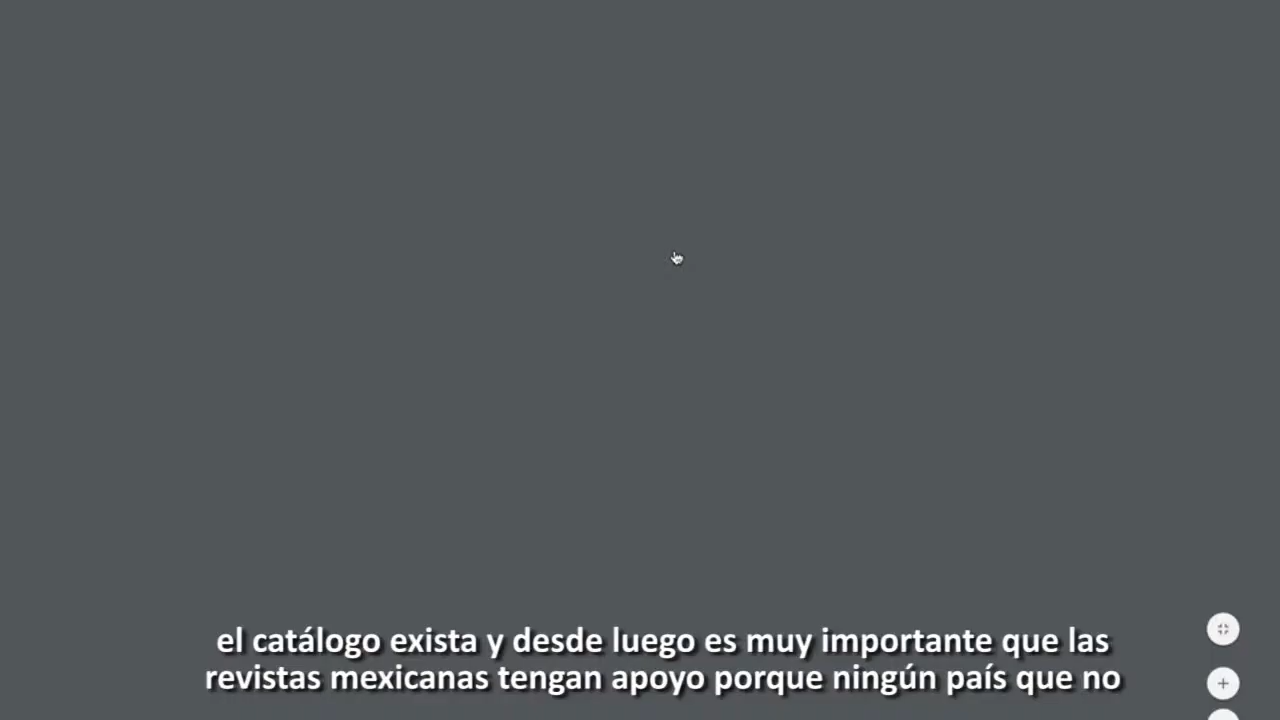 el catálogo exista y desde luego es muy importante que las
revistas mexicanas tengan apoyo porque ningún país que no